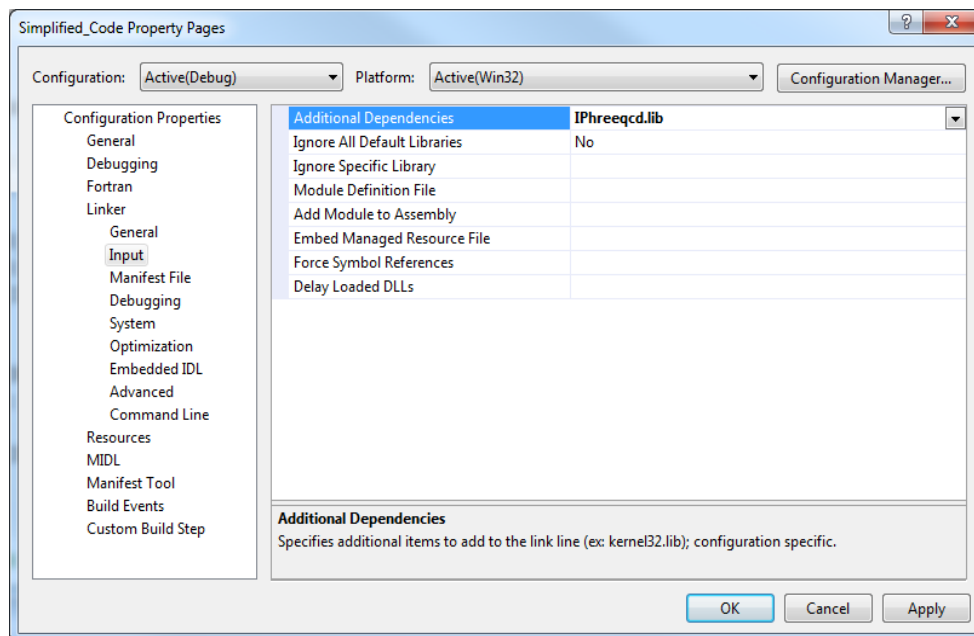 Simplified_Code Property Pages
Configuration: Active(Debug) Platform: Active(Win32) Configuration Manager...
Configuration Properties
General
Debugging
Fortran
Linker
General
Input
Manifest File
Debugging
System
Optimization
Embedded IDL
Advanced
Command Line
Resources
MIDL
Manifest Tool
Build Events
Custom Build Step
Additional Dependencies IPhreeqcd.lib
Ignore All Default Libraries No
Ignore Specific Library
Module Definition File
Add Module to Assembly
Embed Managed Resource File
Force Symbol References
Delay Loaded DLLs
Additional Dependencies
Specifies additional items to add to the link line (ex: kernel32.lib); configuration specific.
OK Cancel Apply